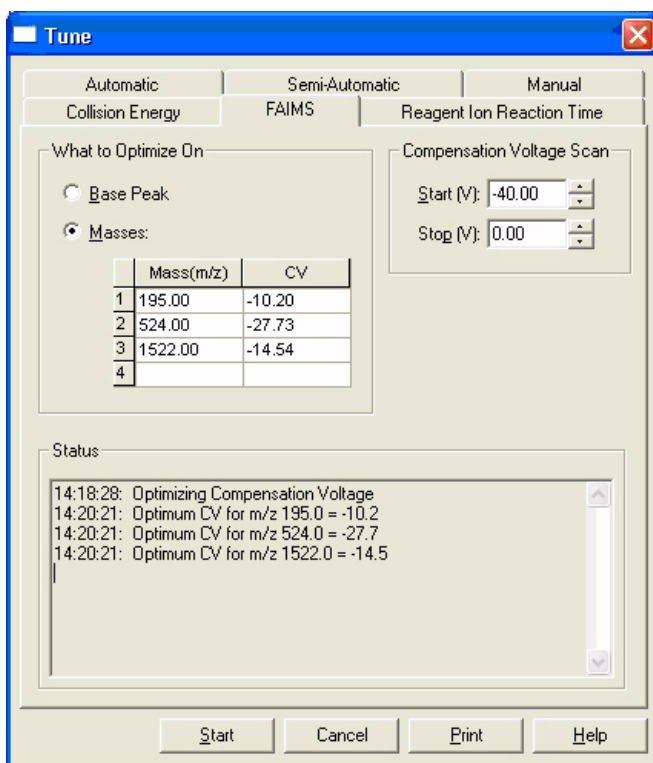 Tune
Automatic Semi-Automatic Manual
Collision Energy FAIMS Reagent Ion Reaction Time
What to Optimize On
Base Peak
Masses:
Mass(m/z) CV
1 195.00 -10.20
2 524.00 -27.73
3 1522.00 -14.54
4
Compensation Voltage Scan
Start (V): -40.00
Stop (V): 0.00
Status
14:18:28: Optimizing Compensation Voltage
14:20:21: Optimum CV for m/z 195.0 = -10.2
14:20:21: Optimum CV for m/z 524.0 = -27.7
14:20:21: Optimum CV for m/z 1522.0 = -14.5
Start Cancel Print Help